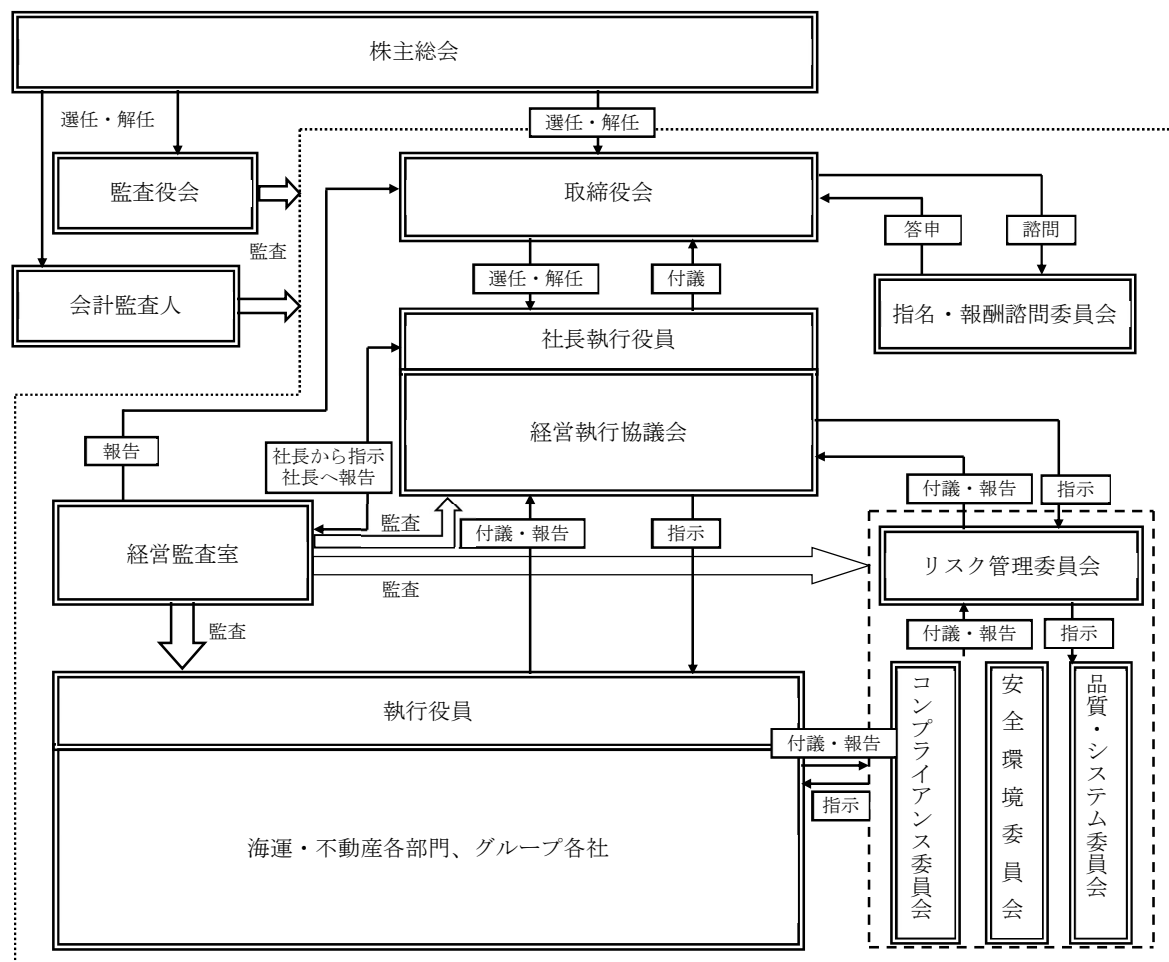 株主総会
選任・解任
選任・解任
監査役会
取締役会
監査
答申
諮問
会計監査人
選任・解任
付議
指名・報酬諮問委員会
社長執行役員
経営執行協議会
報告
社長から指示
社長へ報告
付議・報告
指示
経営監査室
監査
付議・報告
指示
リスク管理委員会
監査
監査
付議・報告
指示
執行役員
コンプライアンス委員会
安全環境委員会
品質・システム委員会
付議・報告
指示
海運・不動産各部門、グループ各社